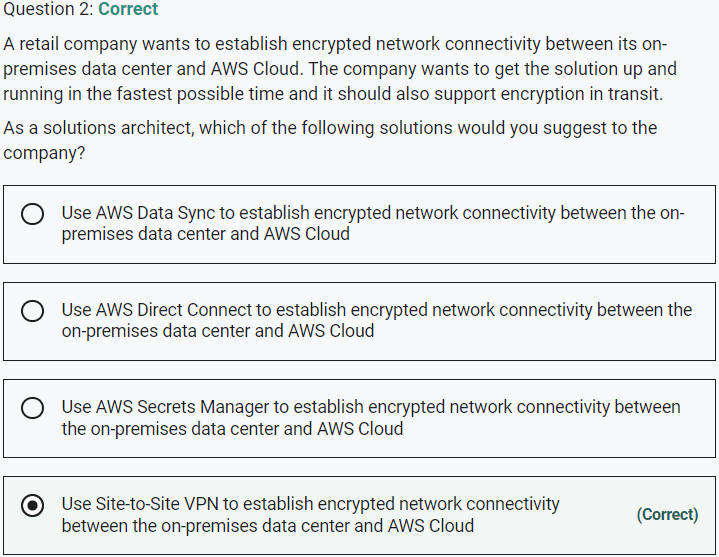 Question 2: Correct
A retail company wants to establish encrypted network connectivity between its on-
premises data center and AWS Cloud. The company wants to get the solution up and
running in the fastest possible time and it should also support encryption in transit.
As a solutions architect, which of the following solutions would you suggest to the
company?
Use AWS Data Sync to establish encrypted network connectivity between the on-
premises data center and AWS Cloud
Use AWS Direct Connect to establish encrypted network connectivity between the
on-premises data center and AWS Cloud
Use AWS Secrets Manager to establish encrypted network connectivity between
the on-premises data center and AWS Cloud
Use Site-to-Site VPN to establish encrypted network connectivity
between the on-premises data center and AWS Cloud
(Correct)